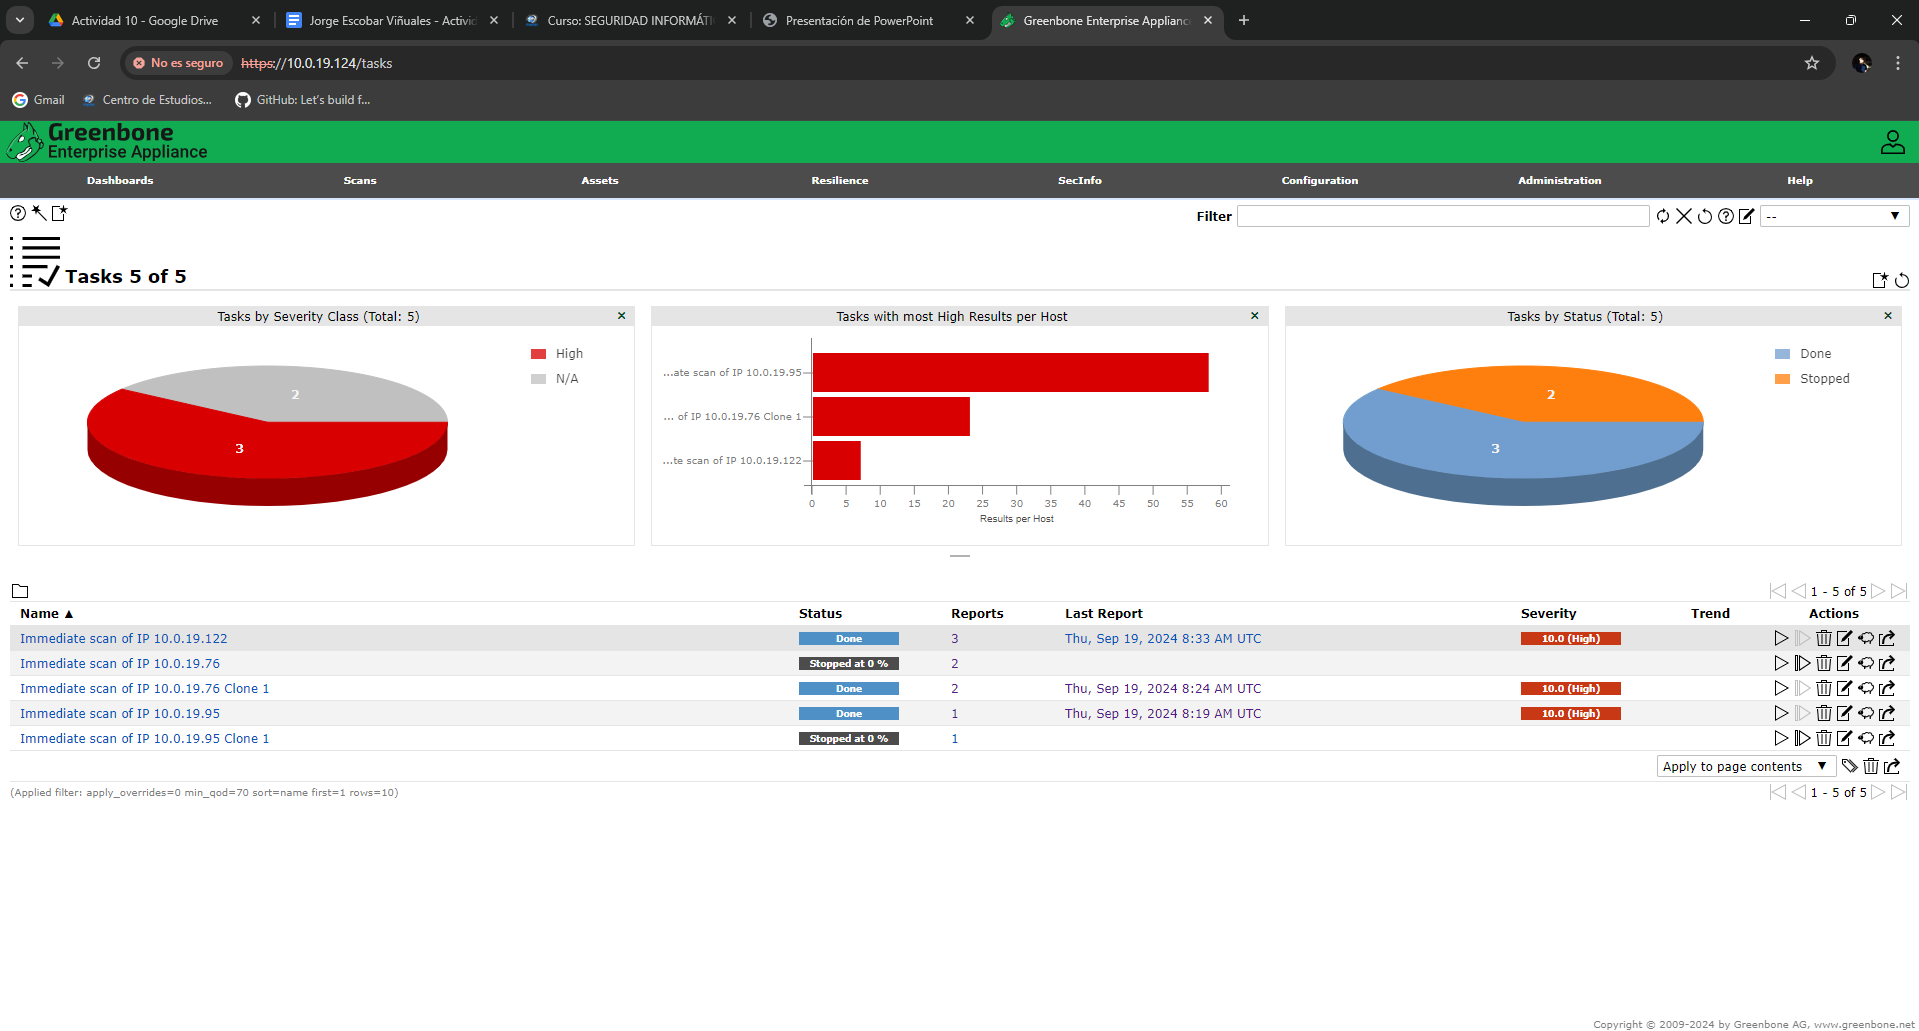 Actividad 10 - Google Drive
Jorge Escobar Viñuales - Activid
Curso: SEGURIDAD INFORMÁTI
Presentación de PowerPoint
Greenbone Enterprise Appliance
No es seguro
https://10.0.19.124/tasks
Gmail
Centro de Estudios...
GitHub: Let's build f...
Greenbone
Enterprise Appliance
Dashboards Scans Assets Resilience SecInfo Configuration Administration Help
Filter
--
Tasks 5 of 5
Tasks by Severity Class (Total: 5)
High
N/A
2
3
Tasks with most High Results per Host
...ate scan of IP 10.0.19.95
... of IP 10.0.19.76 Clone 1
...te scan of IP 10.0.19.122
0 5 10 15 20 25 30 35 40 45 50 55 60
Results per Host
Tasks by Status (Total: 5)
Done
Stopped
2
3
1 - 5 of 5
Name ▲ Status Reports Last Report Severity Trend Actions
Immediate scan of IP 10.0.19.122 Done 3 Thu, Sep 19, 2024 8:33 AM UTC 10.0 (High)
Immediate scan of IP 10.0.19.76 Stopped at 0 % 2
Immediate scan of IP 10.0.19.76 Clone 1 Done 2 Thu, Sep 19, 2024 8:24 AM UTC 10.0 (High)
Immediate scan of IP 10.0.19.95 Done 1 Thu, Sep 19, 2024 8:19 AM UTC 10.0 (High)
Immediate scan of IP 10.0.19.95 Clone 1 Stopped at 0 % 1
Apply to page contents
(Applied filter: apply_overrides=0 min_qod=70 sort=name first=1 rows=10)
1 - 5 of 5
Copyright © 2009-2024 by Greenbone AG, www.greenbone.net